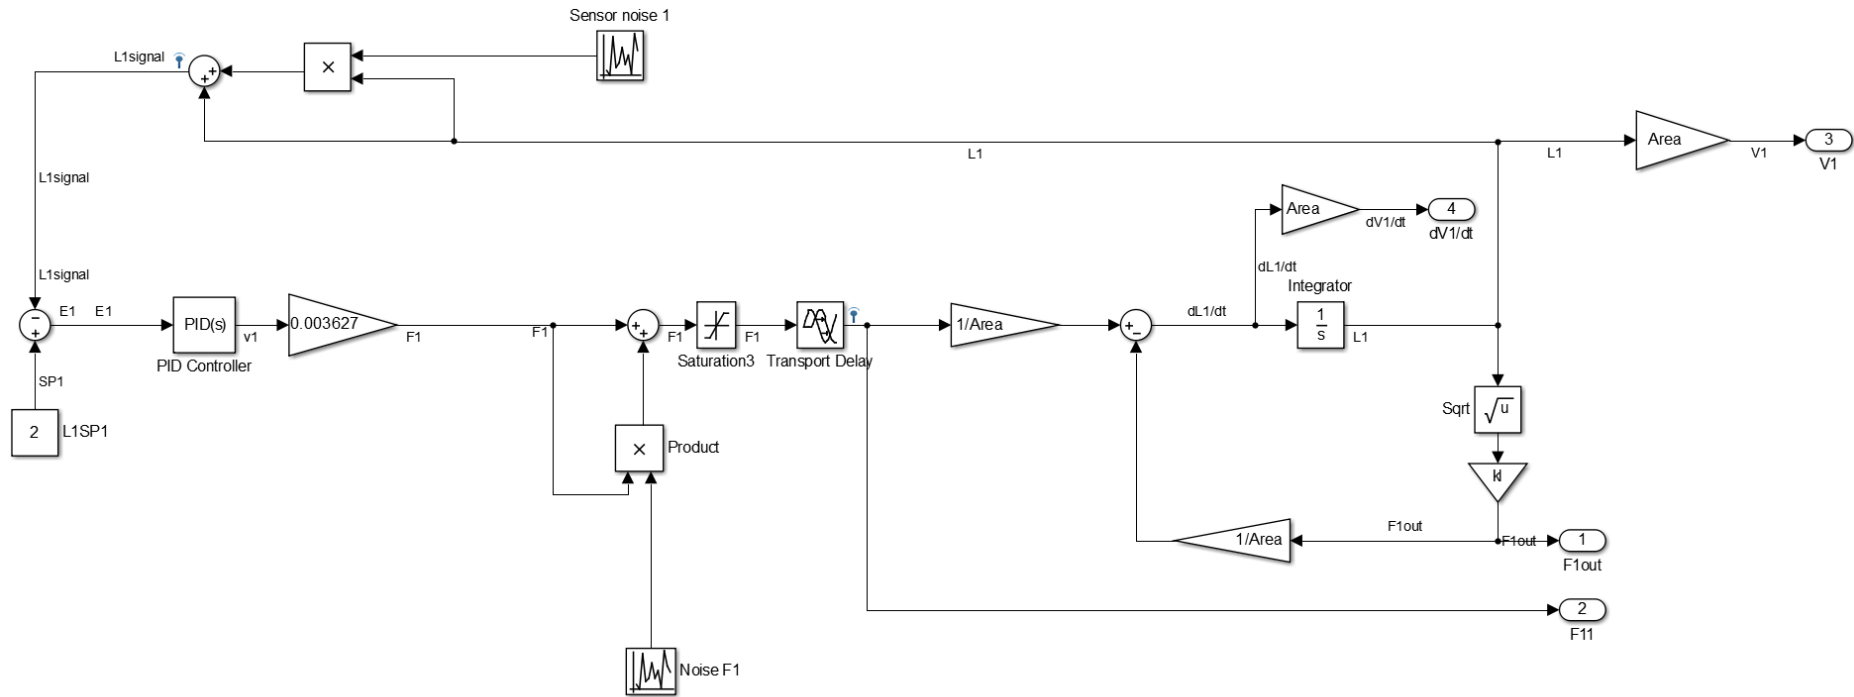 Sensor noise 1
L1signal
×
+
+
L1
L1
Area
V1
3
V1
L1signal
Area
dV1/dt
4
dV1/dt
dL1/dt
L1signal
Integrator
−
+
E1
E1
PID(s)
v1
PID Controller
0.003627
F1
F1
+
+
F1
Saturation3
F1
Transport Delay
1/Area
+
−
dL1/dt
1
s
L1
SP1
2
L1SP1
Sqrt
√u
×
Product
1/Area
F1out
F1out
1
F1out
2
F11
Noise F1